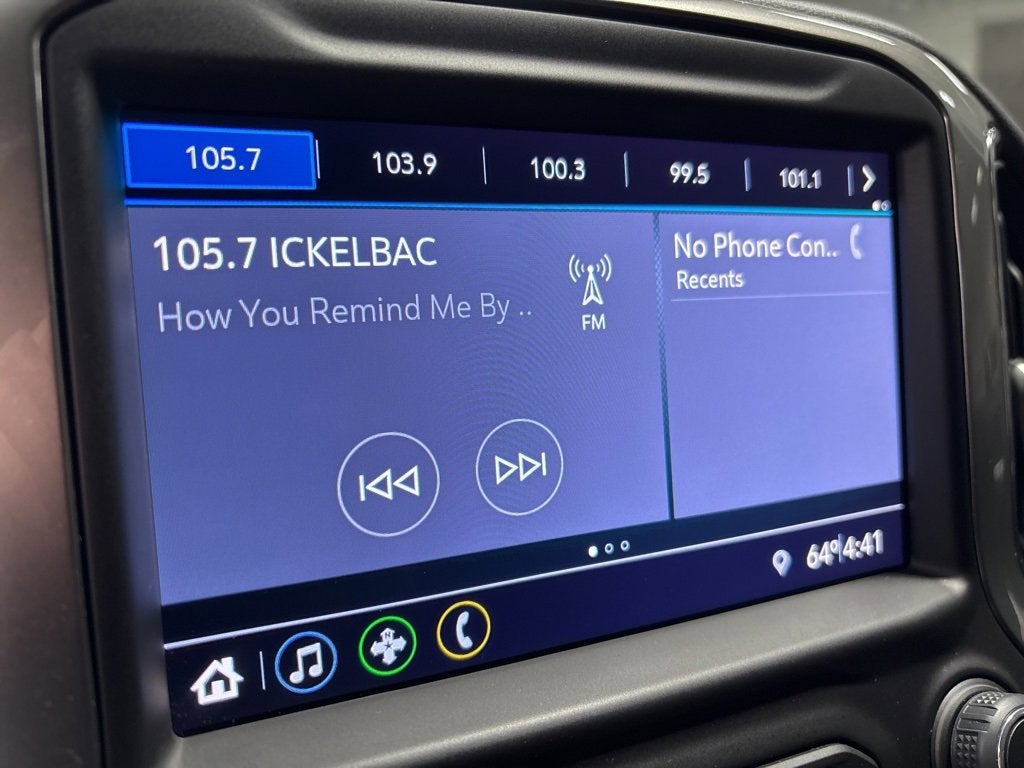 105.7 103.9 100.3 99.5 101.1
105.7 ICKELBAC
How You Remind Me By ..
FM
No Phone Con..
Recents
64° 4:41
N